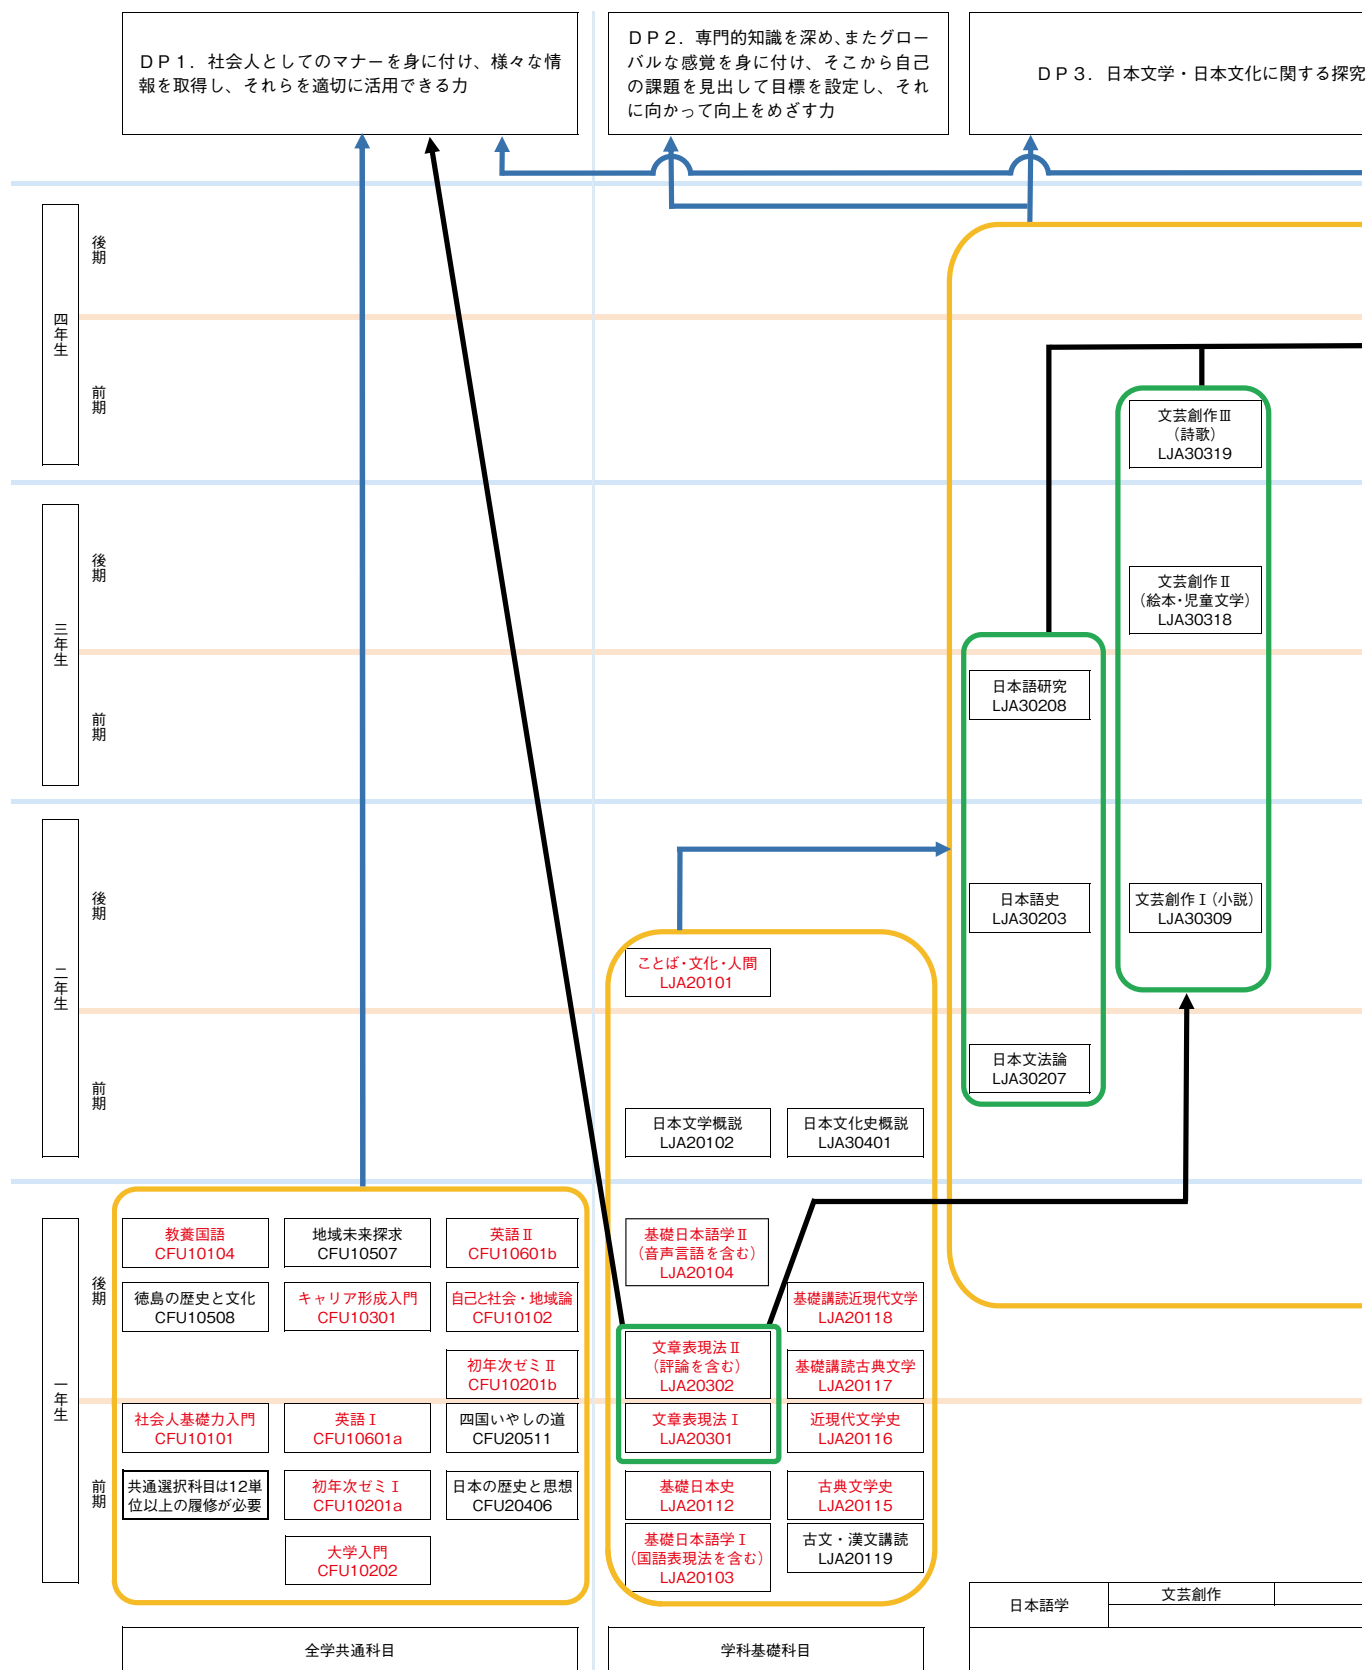 ＤＰ１．社会人としてのマナーを身に付け、様々な情
報を取得し、それらを適切に活用できる力
ＤＰ２．専門的知識を深め、またグロー
バルな感覚を身に付け、そこから自己
の課題を見出して目標を設定し、それ
に向かって向上をめざす力
ＤＰ３．日本文学・日本文化に関する探究
四年生
後期
前期
文芸創作Ⅲ
（詩歌）
LJA30319
三年生
後期
文芸創作Ⅱ
（絵本・児童文学）
LJA30318
前期
日本語研究
LJA30208
二年生
後期
日本語史
LJA30203
文芸創作Ⅰ（小説）
LJA30309
ことば・文化・人間
LJA20101
前期
日本文法論
LJA30207
日本文学概説
LJA20102
日本文化史概説
LJA30401
一年生
後期
教養国語
CFU10104
地域未来探求
CFU10507
英語Ⅱ
CFU10601b
基礎日本語学Ⅱ
（音声言語を含む）
LJA20104
徳島の歴史と文化
CFU10508
キャリア形成入門
CFU10301
自己と社会・地域論
CFU10102
基礎講読近現代文学
LJA20118
初年次ゼミⅡ
CFU10201b
文章表現法Ⅱ
（評論を含む）
LJA20302
基礎講読古典文学
LJA20117
前期
社会人基礎力入門
CFU10101
英語Ⅰ
CFU10601a
四国いやしの道
CFU20511
文章表現法Ⅰ
LJA20301
近現代文学史
LJA20116
共通選択科目は12単
位以上の履修が必要
初年次ゼミⅠ
CFU10201a
日本の歴史と思想
CFU20406
基礎日本史
LJA20112
古典文学史
LJA20115
大学入門
CFU10202
基礎日本語学Ⅰ
（国語表現法を含む）
LJA20103
古文・漢文講読
LJA20119
日本語学
文芸創作
全学共通科目
学科基礎科目